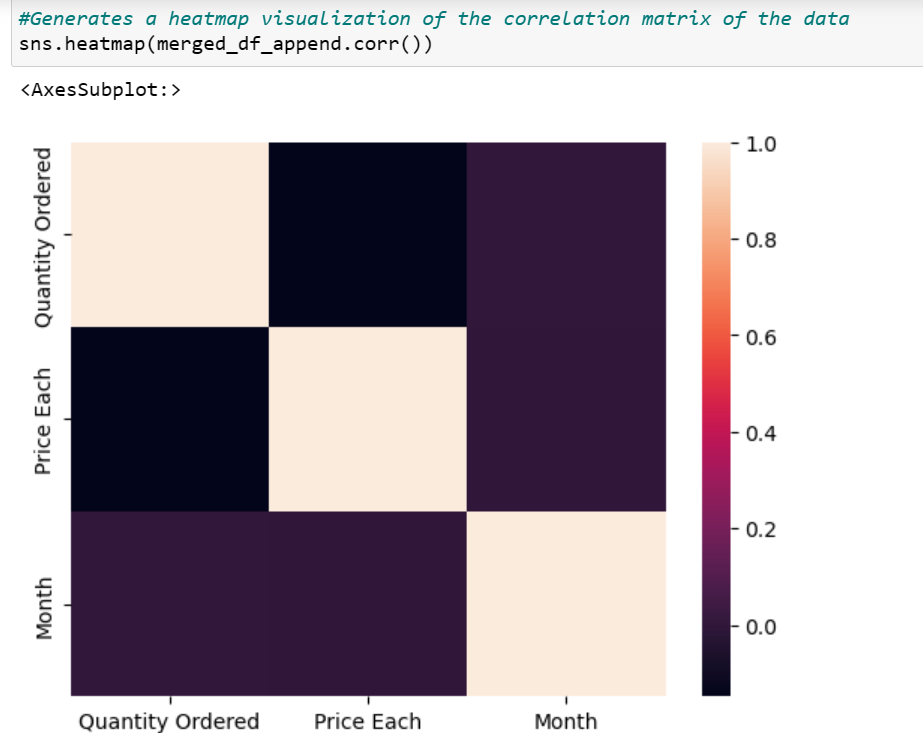 #Generates a heatmap visualization of the correlation matrix of the data
sns.heatmap(merged_df_append.corr())
<AxesSubplot:>
Quantity Ordered
Price Each
Month
1.0
0.8
0.6
0.4
0.2
0.0
Quantity Ordered
Price Each
Month